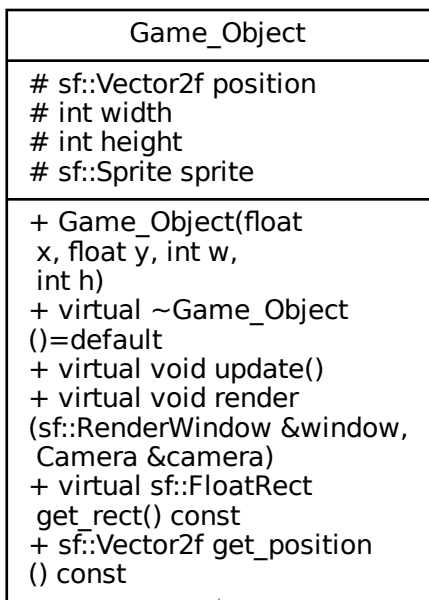 Game_Object
# sf::Vector2f position
# int width
# int height
# sf::Sprite sprite
+ Game_Object(float
x, float y, int w,
int h)
+ virtual ~Game_Object
()=default
+ virtual void update()
+ virtual void render
(sf::RenderWindow &window,
Camera &camera)
+ virtual sf::FloatRect
get_rect() const
+ sf::Vector2f get_position
() const